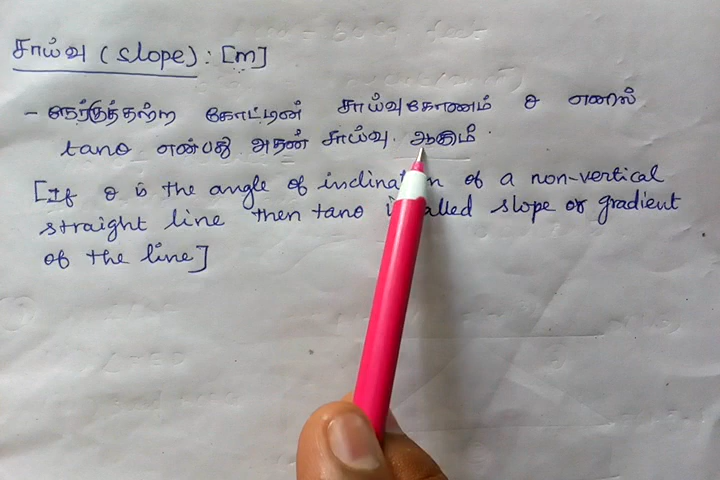 சாய்வு (slope) : [m]
- நேர்குத்தற்ற கோட்டின் சாய்வுகோணம் θ எனில்
tanθ என்பது அதன் சாய்வு ஆகும்.
[If θ is the angle of inclination of a non-vertical
straight line then tanθ is called slope or gradient
of the line]